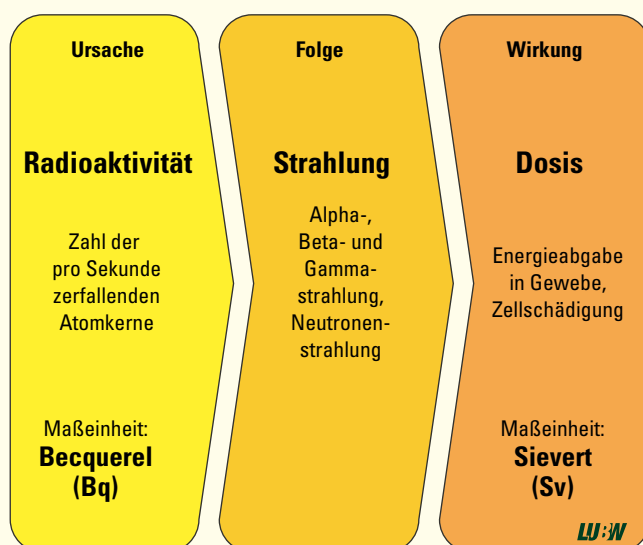 Ursache
Radioaktivität
Zahl der
pro Sekunde
zerfallenden
Atomkerne
Maßeinheit:
Becquerel
(Bq)
Folge
Strahlung
Alpha-,
Beta- und
Gamma-
strahlung,
Neutronen-
strahlung
Wirkung
Dosis
Energieabgabe
in Gewebe,
Zellschädigung
Maßeinheit:
Sievert
(Sv)
LUBW